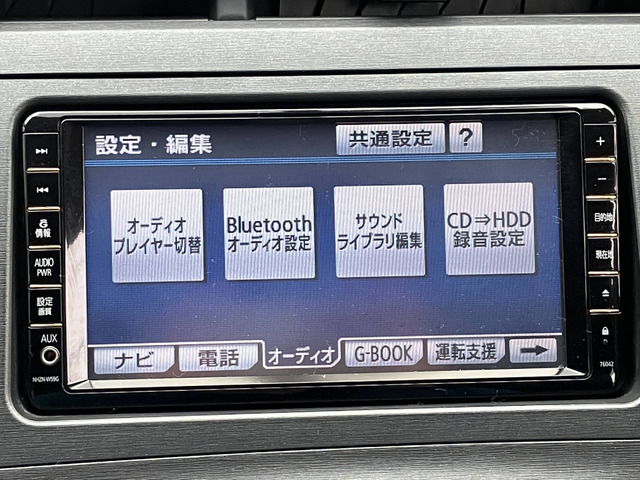 設定・編集
共通設定
?
オーディオ
プレイヤー切替
Bluetooth
オーディオ設定
サウンド
ライブラリ編集
CD⇒HDD
録音設定
ナビ
電話
オーディオ
G-BOOK
運転支援
G
情報
AUDIO
PWR
設定
画質
AUX
NHZN-W59G
+
−
目的地
現在地
76042